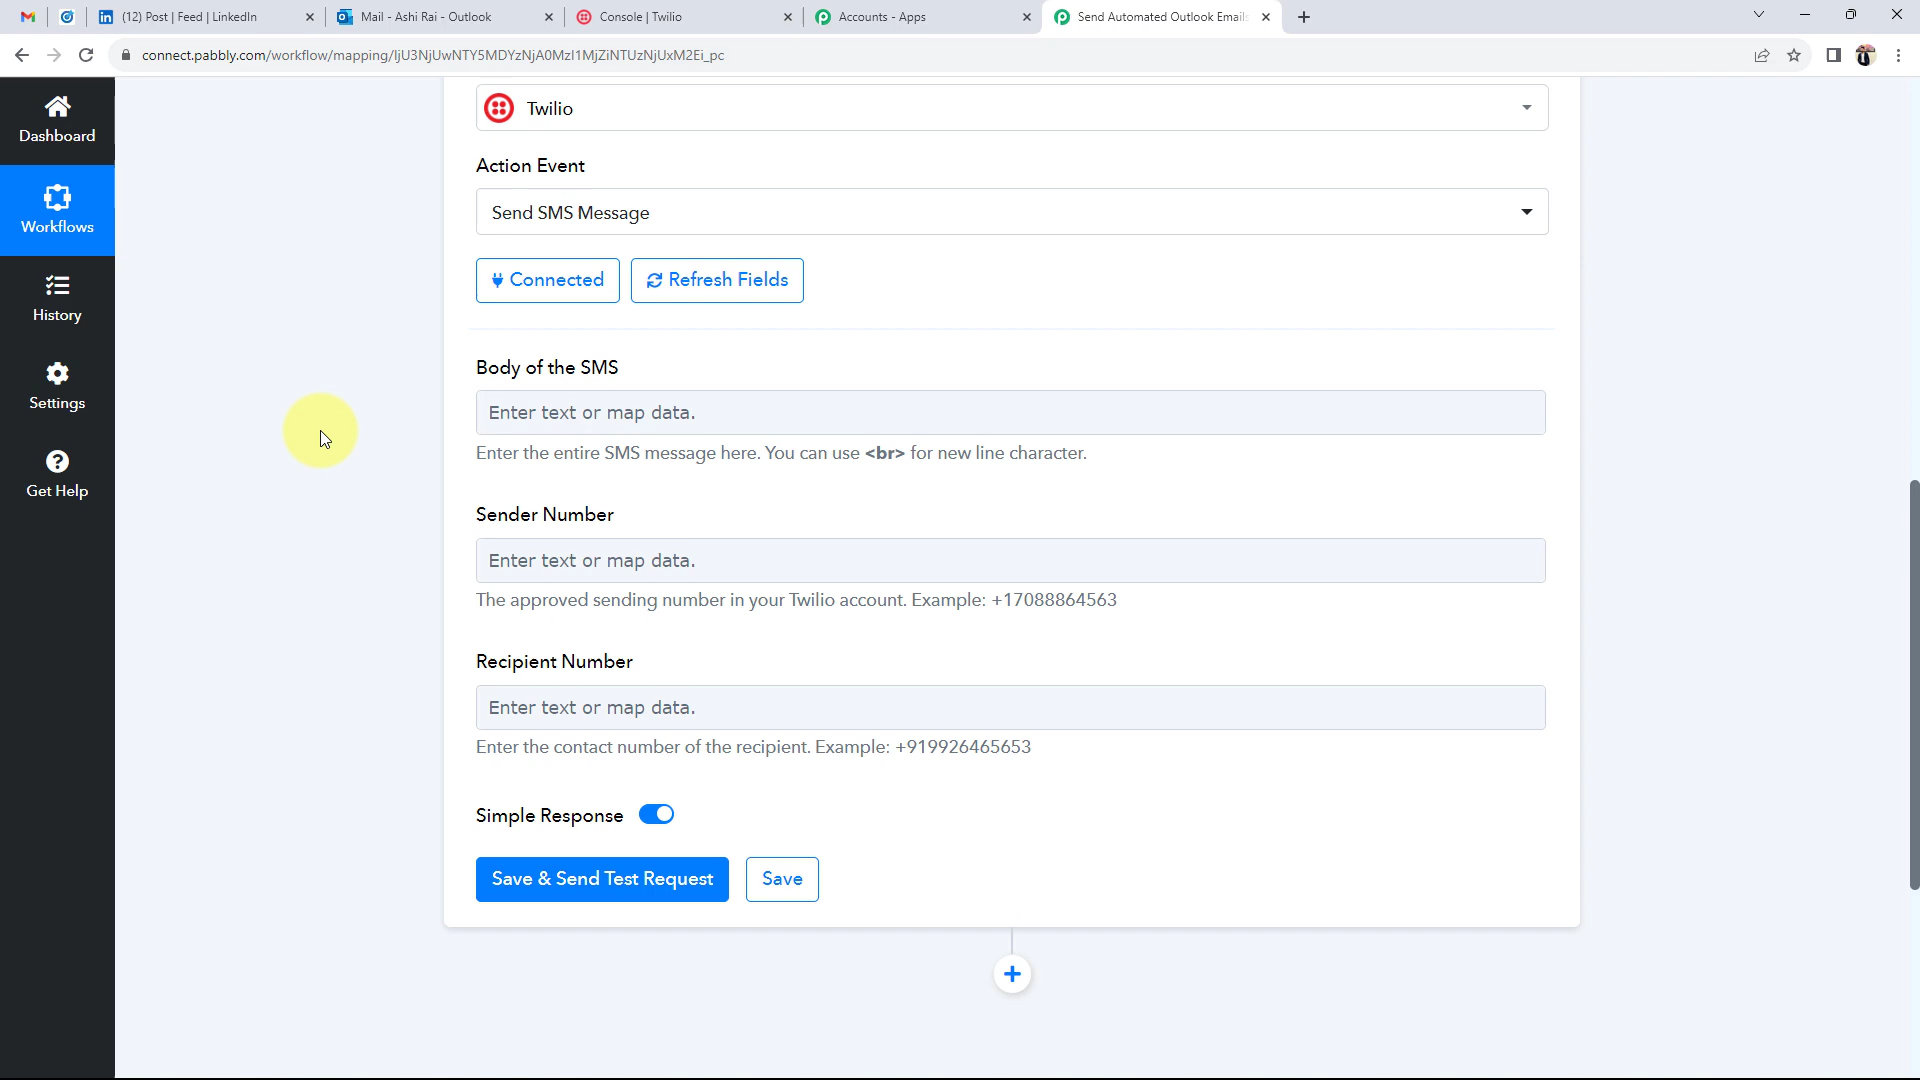 (12) Post | Feed | LinkedIn
Mail - Ashi Rai - Outlook
Console | Twilio
Accounts - Apps
Send Automated Outlook Emails
connect.pabbly.com/workflow/mapping/
Dashboard
Workflows
History
Settings
Get Help
Twilio
Action Event
Send SMS Message
Connected
Refresh Fields
Body of the SMS
Enter text or map data.
Enter the entire SMS message here. You can use <br> for new line character.
Sender Number
Enter text or map data.
The approved sending number in your Twilio account. Example: +17088864563
Recipient Number
Enter text or map data.
Enter the contact number of the recipient. Example: +919926465653
Simple Response
Save & Send Test Request
Save